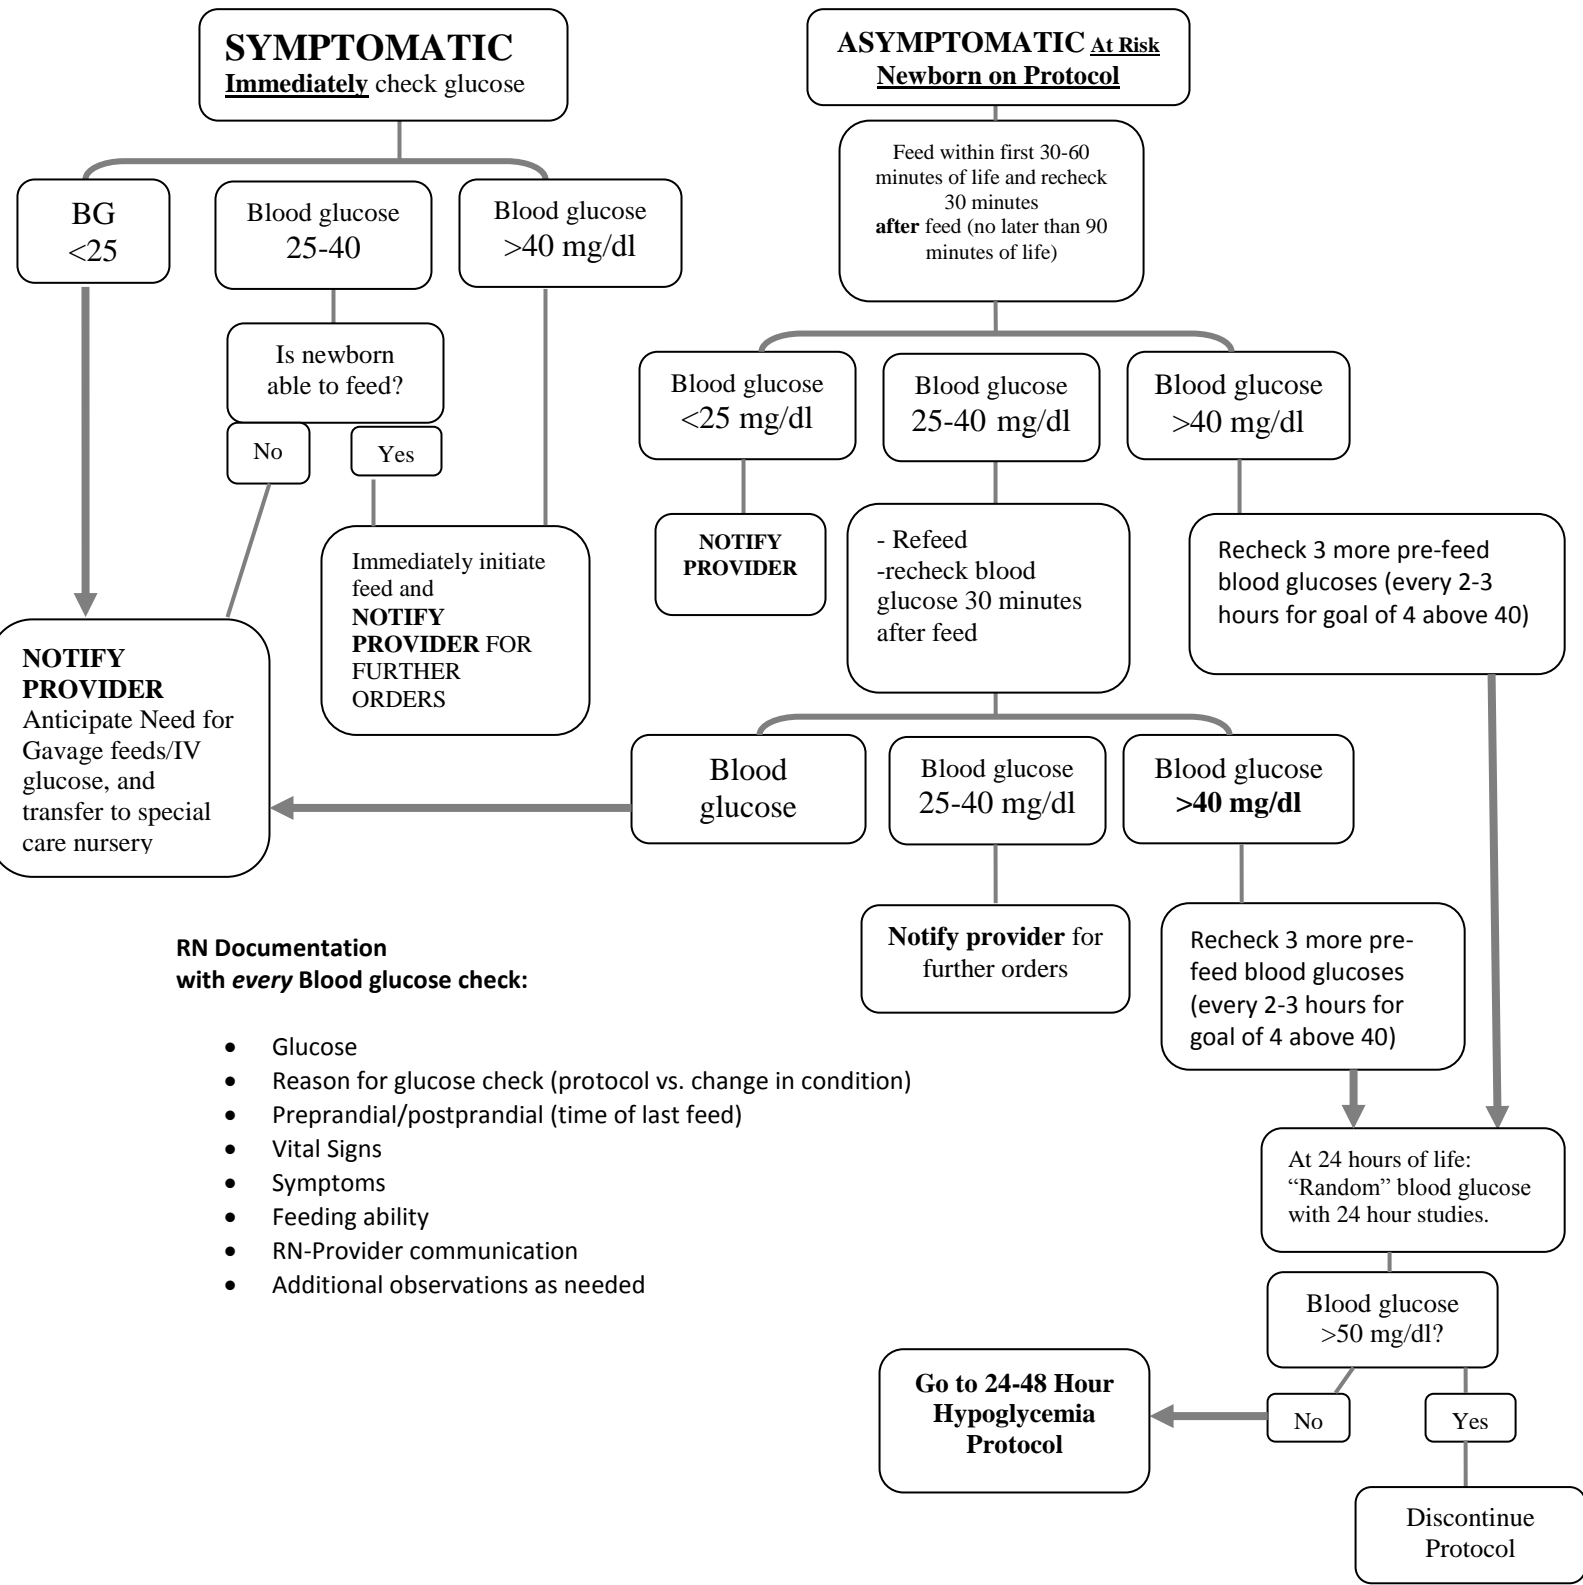 SYMPTOMATIC
Immediately check glucose
ASYMPTOMATIC At Risk
Newborn on Protocol
Feed within first 30-60
minutes of life and recheck
30 minutes
after feed (no later than 90
minutes of life)
BG
<25
Blood glucose
25-40
Blood glucose
>40 mg/dl
Is newborn
able to feed?
No
Yes
Immediately initiate
feed and
NOTIFY
PROVIDER FOR
FURTHER
ORDERS
NOTIFY
PROVIDER
Anticipate Need for
Gavage feeds/IV
glucose, and
transfer to special
care nursery
Blood glucose
<25 mg/dl
Blood glucose
25-40 mg/dl
Blood glucose
>40 mg/dl
NOTIFY
PROVIDER
- Refeed
-recheck blood
glucose 30 minutes
after feed
Recheck 3 more pre-feed
blood glucoses (every 2-3
hours for goal of 4 above 40)
Blood
glucose
Blood glucose
25-40 mg/dl
Blood glucose
>40 mg/dl
Notify provider for
further orders
Recheck 3 more pre-
feed blood glucoses
(every 2-3 hours for
goal of 4 above 40)
RN Documentation
with every Blood glucose check:
• Glucose
• Reason for glucose check (protocol vs. change in condition)
• Preprandial/postprandial (time of last feed)
• Vital Signs
• Symptoms
• Feeding ability
• RN-Provider communication
• Additional observations as needed
At 24 hours of life:
“Random” blood glucose
with 24 hour studies.
Blood glucose
>50 mg/dl?
No
Yes
Go to 24-48 Hour
Hypoglycemia
Protocol
Discontinue
Protocol